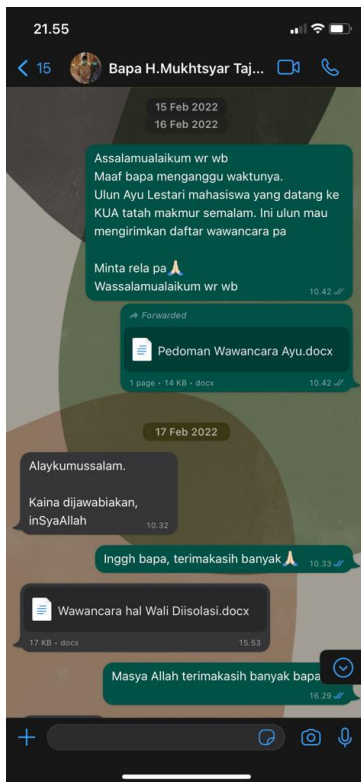 21.55
15
Bapa H.Mukhtsyar Taj...
15 Feb 2022
16 Feb 2022
Assalamualaikum wr wb
Maaf bapa menganggu waktunya.
Ulun Ayu Lestari mahasiswa yang datang ke
KUA tatah makmur semalam. Ini ulun mau
mengirimkan daftar wawancara pa
Minta rela pa🙏🏻
Wassalamualaikum wr wb
10.42
Forwarded
Pedoman Wawancara Ayu.docx
1 page • 14 KB • docx
10.42
17 Feb 2022
Alaykumussalam.
Kaina dijawabiakan,
inSyaAllah
10.32
Inggh bapa, terimakasih banyak🙏🏻
10.33
Wawancara hal Wali Diisolasi.docx
17 KB • docx
15.53
Masya Allah terimakasih banyak bapa
16.29